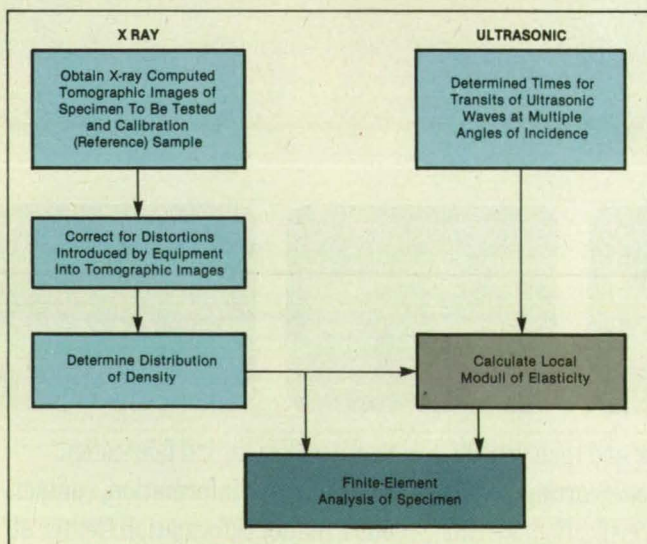 X RAY
Obtain X-ray Computed
Tomographic Images of
Specimen To Be Tested
and Calibration
(Reference) Sample
Correct for Distortions
Introduced by Equipment
Into Tomographic Images
Determine Distribution
of Density
ULTRASONIC
Determined Times for
Transits of Ultrasonic
Waves at Multiple
Angles of Incidence
Calculate Local
Moduli of Elasticity
Finite-Element
Analysis of Specimen